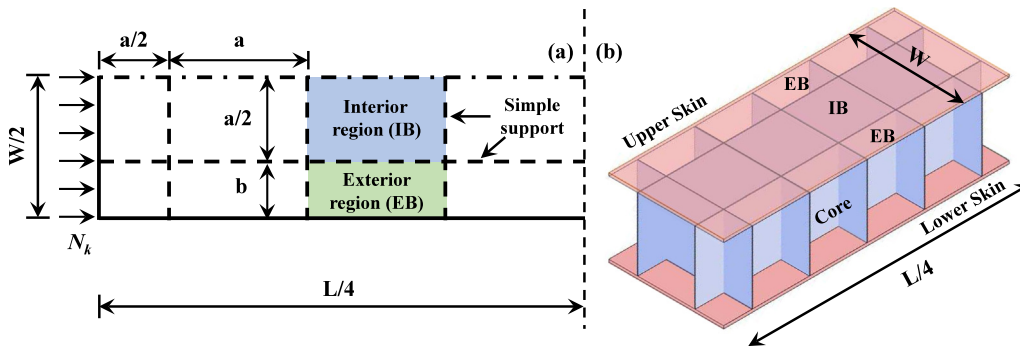 a/2
a
(a)
W/2
a/2
Interior
region (IB)
Simple
support
b
Exterior
region (EB)
N_k
L/4
(b)
W
EB
IB
EB
Upper Skin
Core
Lower Skin
L/4